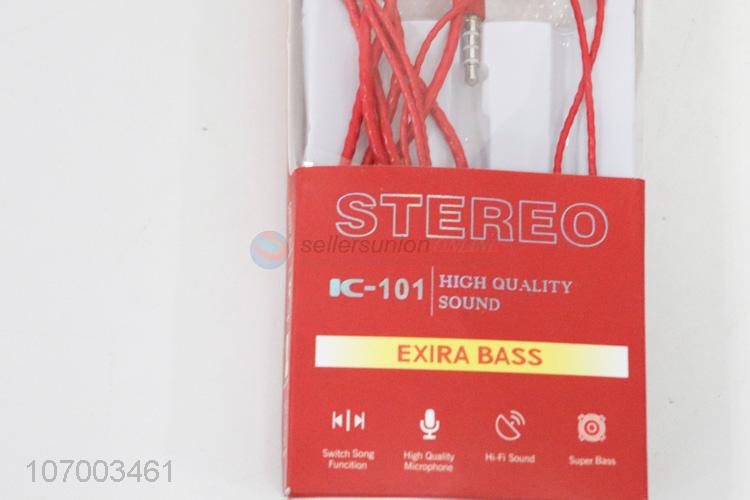 STEREO
sellersunion
K-101
HIGH QUALITY
SOUND
EXIRA BASS
Switch Song
Funcition
High Quality
Microphone
Hi-Fi Sound
Super Bass
107003461